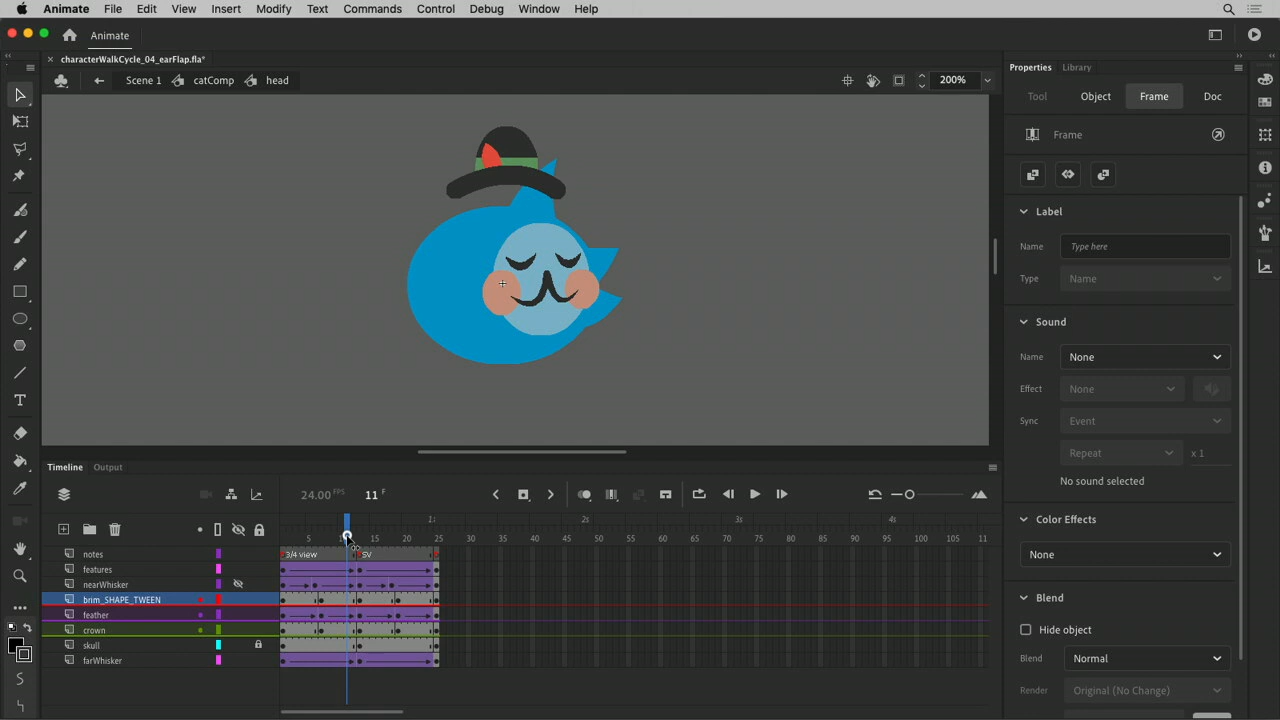 Animate File Edit View Insert Modify Text Commands Control Debug Window Help
Animate
× characterWalkCycle_04_earFlap.fla*
Scene 1 catComp head 200%
Properties Library
Tool Object Frame Doc
Frame
Label
Name Type here
Type Name
Sound
Name None
Effect None
Sync Event
Repeat x 1
No sound selected
Color Effects
None
Blend
Hide object
Blend Normal
Render Original (No Change)
Timeline Output
24.00 FPS 11 F
1s 2s 3s 4s
5 10 15 20 25 30 35 40 45 50 55 60 65 70 75 80 85 90 95 100 105 11
notes 3/4 view SV
features
nearWhisker
brim_SHAPE_TWEEN
feather
crown
skull
farWhisker